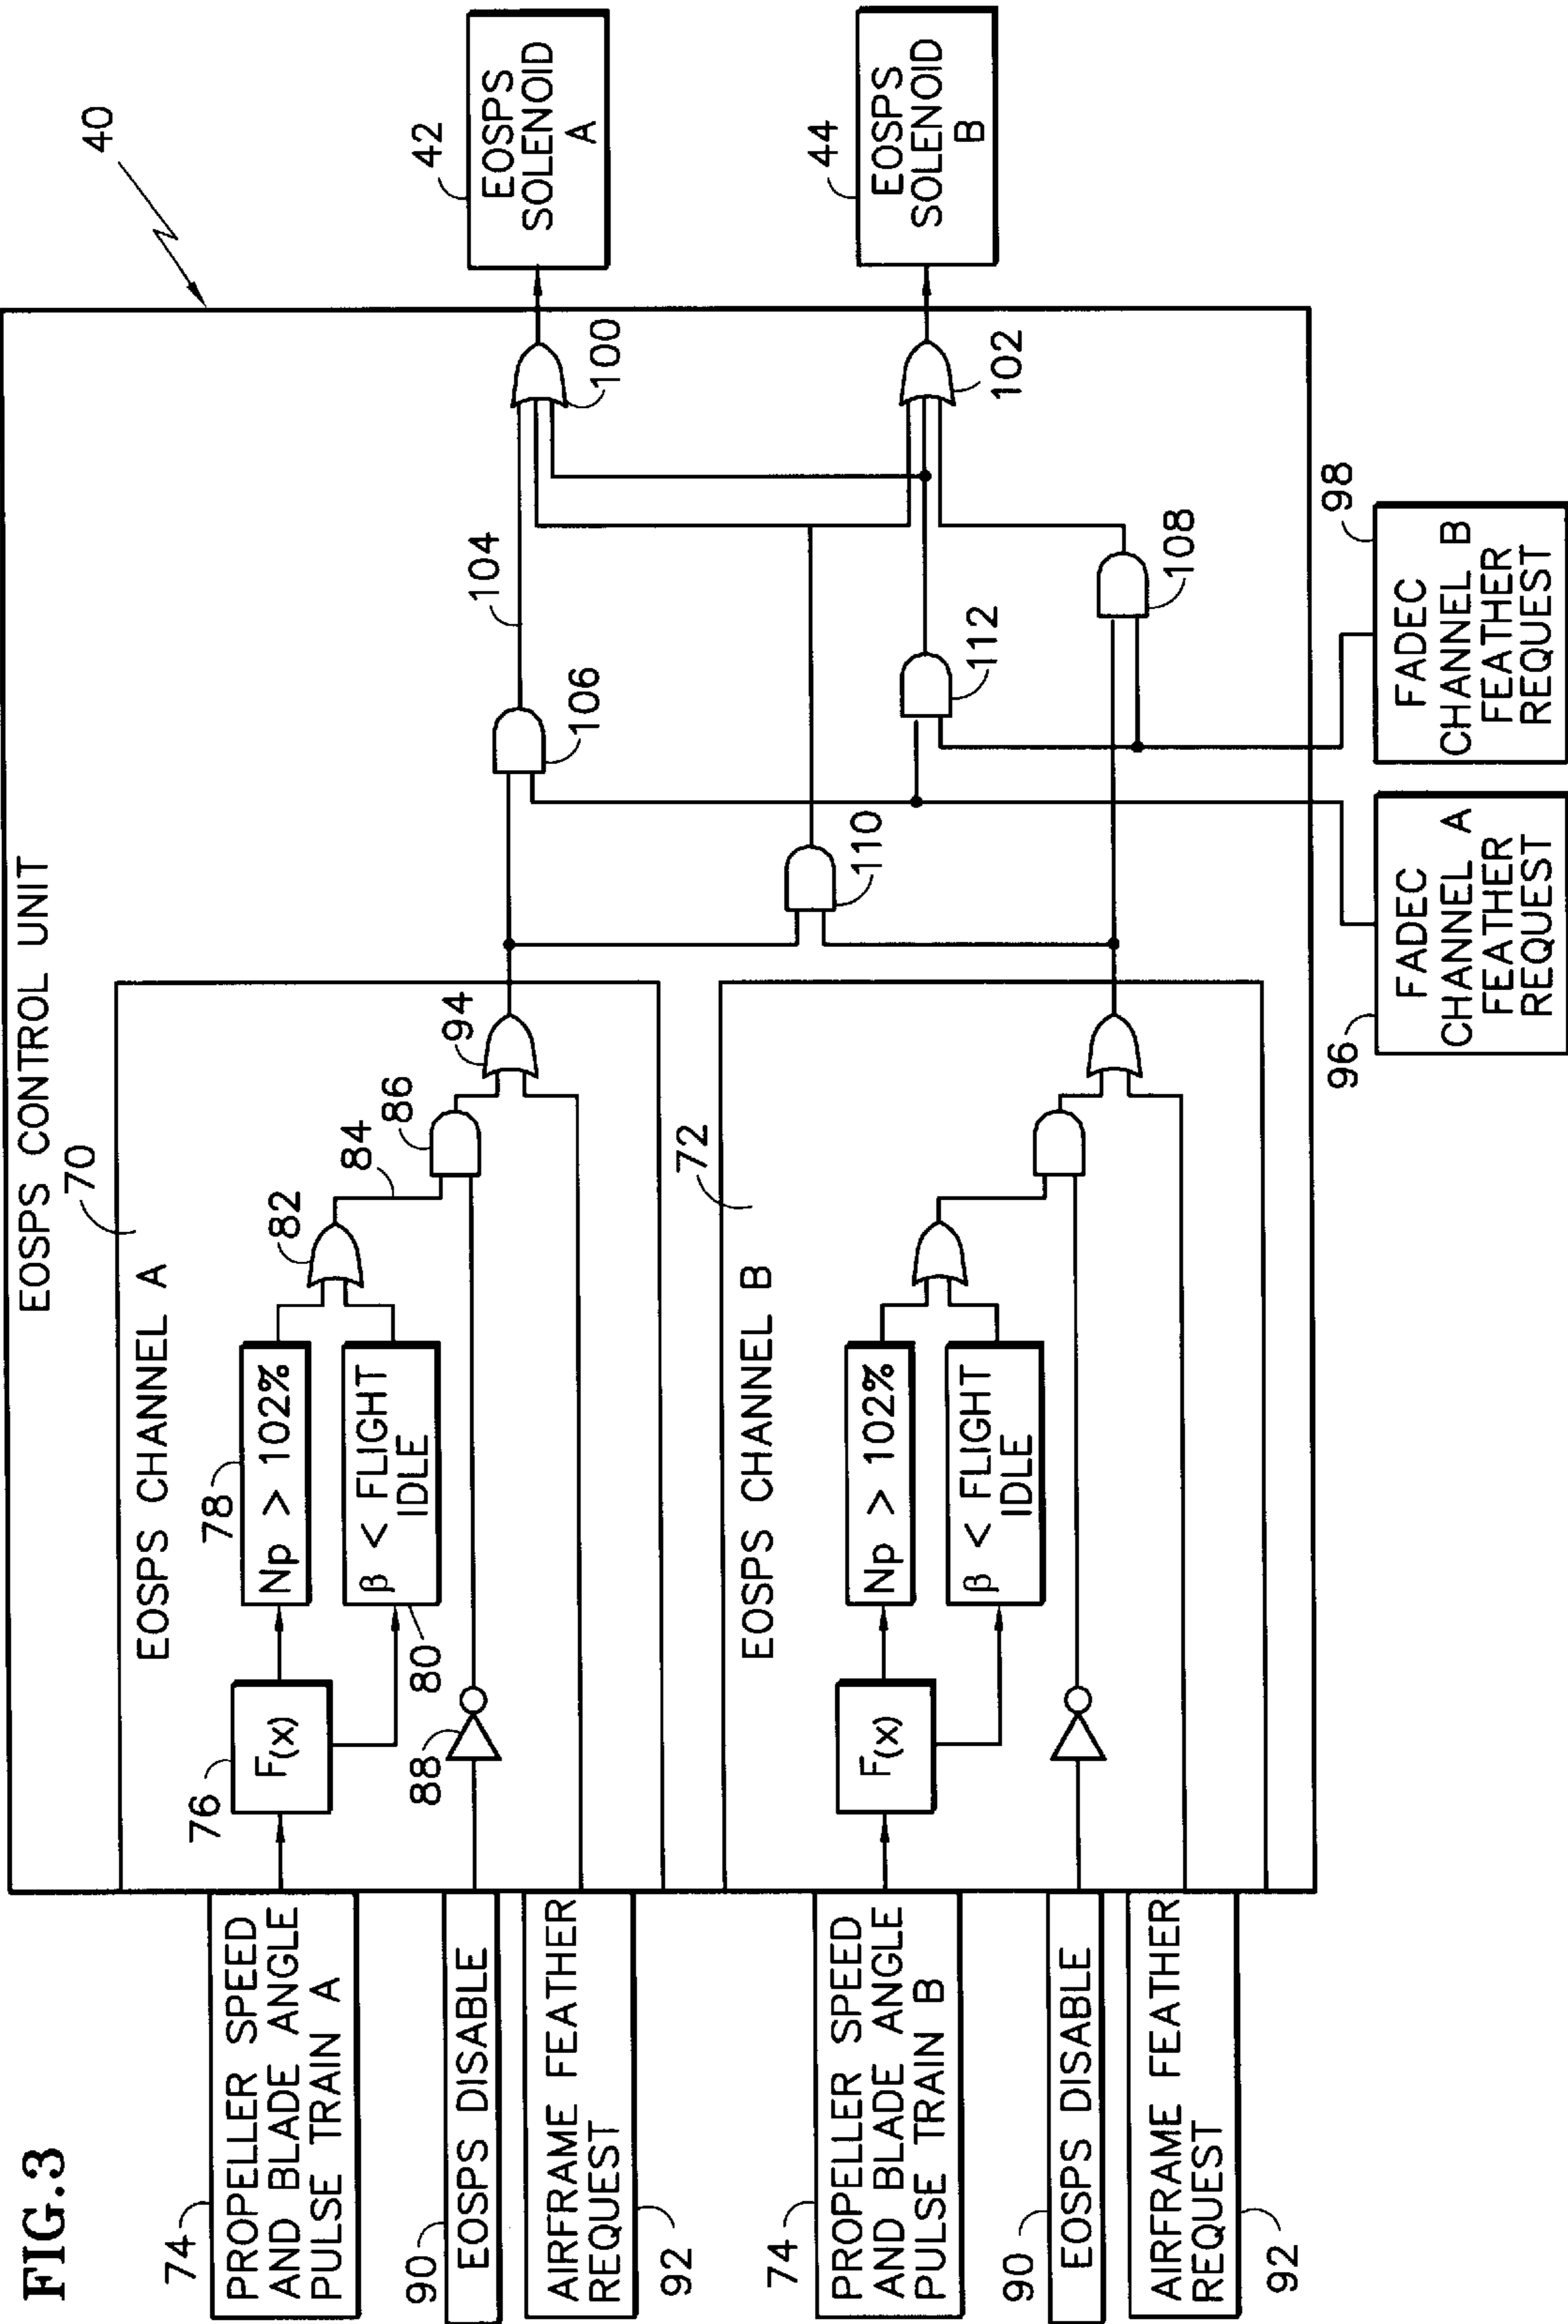 FIG.3
EOSPS CONTROL UNIT
40
70
EOSPS CHANNEL A
74
PROPELLER SPEED
AND BLADE ANGLE
PULSE TRAIN A
76
F(x)
78
Np > 102%
80
β < FLIGHT
IDLE
82
84
86
88
94
90
EOSPS DISABLE
AIRFRAME FEATHER
REQUEST
92
72
EOSPS CHANNEL B
74
PROPELLER SPEED
AND BLADE ANGLE
PULSE TRAIN B
F(x)
Np > 102%
β < FLIGHT
IDLE
90
EOSPS DISABLE
AIRFRAME FEATHER
REQUEST
92
104
106
110
112
108
100
102
42
EOSPS
SOLENOID
A
44
EOSPS
SOLENOID
B
96
FADEC
CHANNEL A
FEATHER
REQUEST
98
FADEC
CHANNEL B
FEATHER
REQUEST